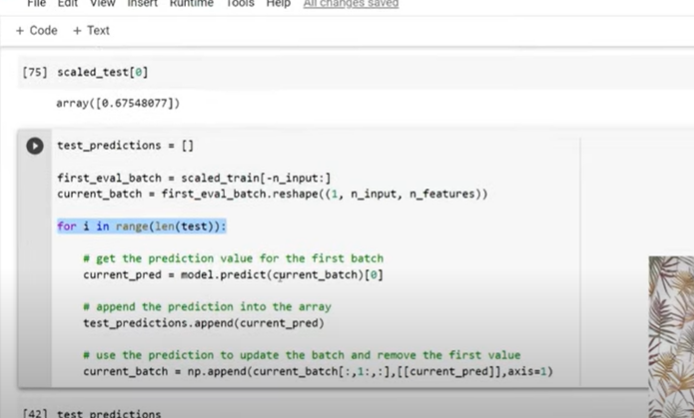 File Edit View Insert Runtime Tools Help All changes saved
+ Code + Text
[75] scaled_test[0]
array([0.67548077])
test_predictions = []
first_eval_batch = scaled_train[-n_input:]
current_batch = first_eval_batch.reshape((1, n_input, n_features))
for i in range(len(test)):
# get the prediction value for the first batch
current_pred = model.predict(current_batch)[0]
# append the prediction into the array
test_predictions.append(current_pred)
# use the prediction to update the batch and remove the first value
current_batch = np.append(current_batch[:,1:,:],[[current_pred]],axis=1)
[42] test_predictions